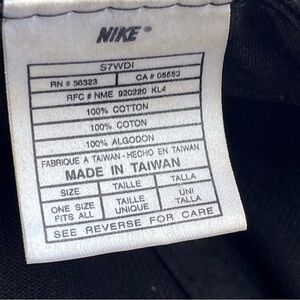 NIKE ®
S7WDI
RN # 56323 CA # 05553
RFC # NME 920220 KL4
100% COTTON
100% COTON
100% ALGODON
FABRIQUE A TAIWAN - HECHO EN TAIWAN
MADE IN TAIWAN
SIZE TAILLE TALLA
ONE SIZE TAILLE UNI
FITS ALL UNIQUE TALLA
SEE REVERSE FOR CARE